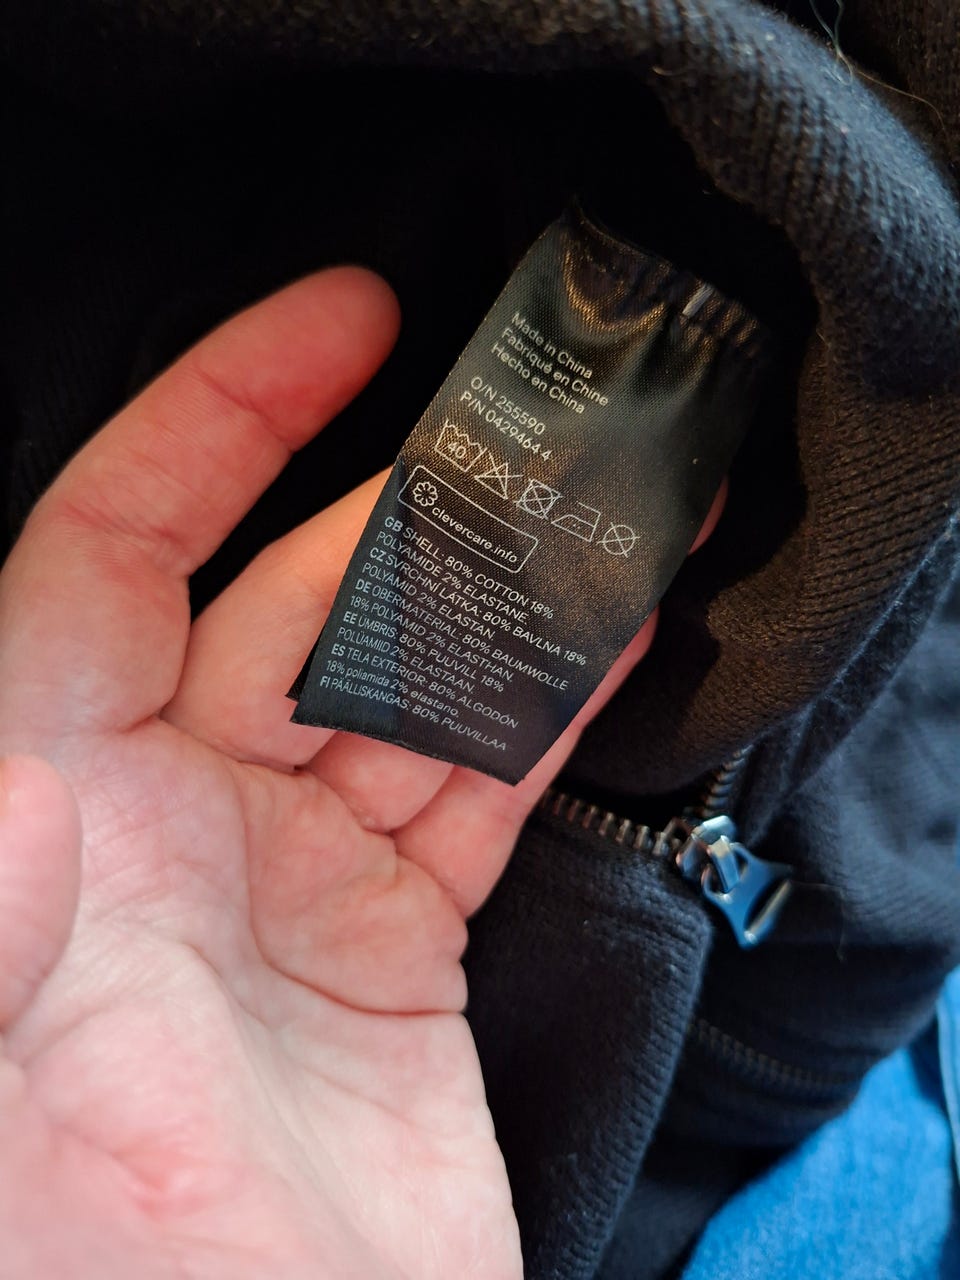 Made in China
Fabriqué en Chine
Hecho en China
O/N 255590
P/N 0429464 4
40
clevercare.info
GB SHELL: 80% COTTON 18%
POLYAMIDE 2% ELASTANE.
CZ SVRCHNÍ LÁTKA: 80% BAVLNA 18%
POLYAMID 2% ELASTAN.
DE OBERMATERIAL: 80% BAUMWOLLE
18% POLYAMID 2% ELASTHAN.
EE ÜMBRIS: 80% PUUVILL 18%
POLÜAMIID 2% ELASTAAN.
ES TELA EXTERIOR: 80% ALGODÓN
18% poliamida 2% elastano.
FI PÄÄLLISKANGAS: 80% PUUVILLAA